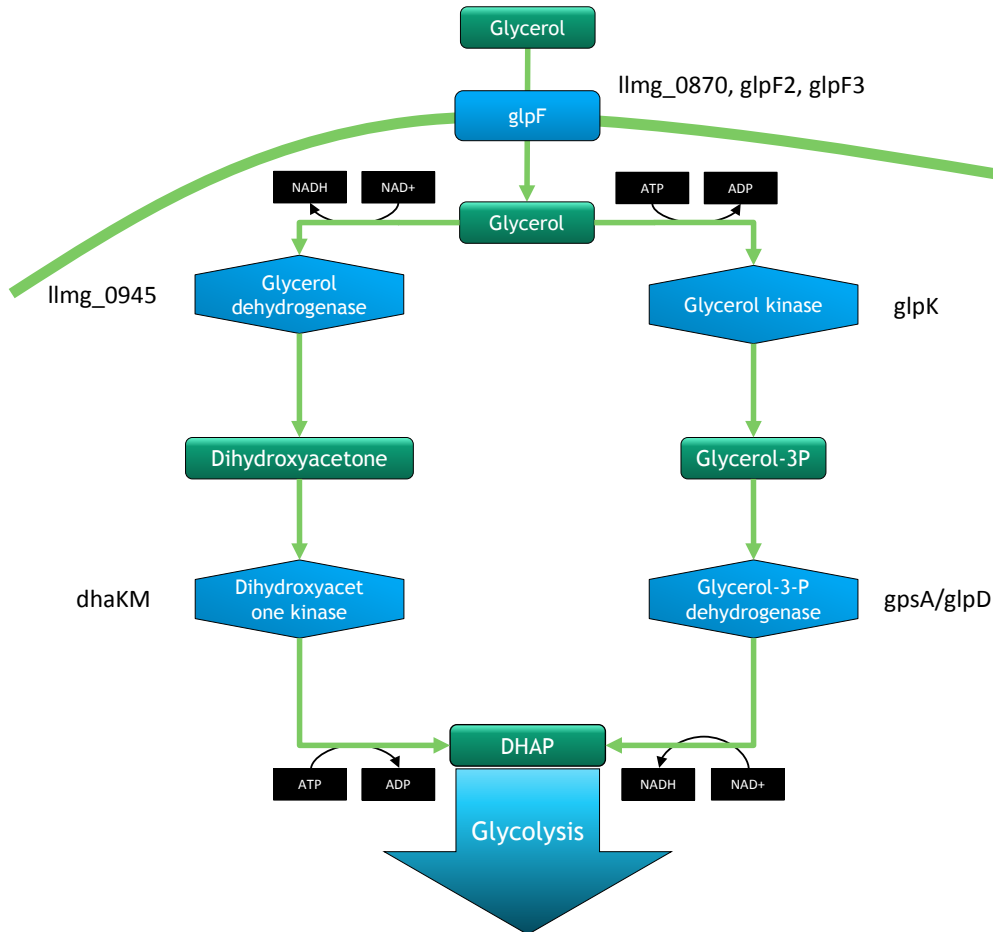 Glycerol
llmg_0870, glpF2, glpF3
glpF
NADH
NAD+
ATP
ADP
Glycerol
llmg_0945
Glycerol
dehydrogenase
Glycerol kinase
glpK
Dihydroxyacetone
Glycerol-3P
dhaKM
Dihydroxyacet
one kinase
Glycerol-3-P
dehydrogenase
gpsA/glpD
DHAP
ATP
ADP
NADH
NAD+
Glycolysis